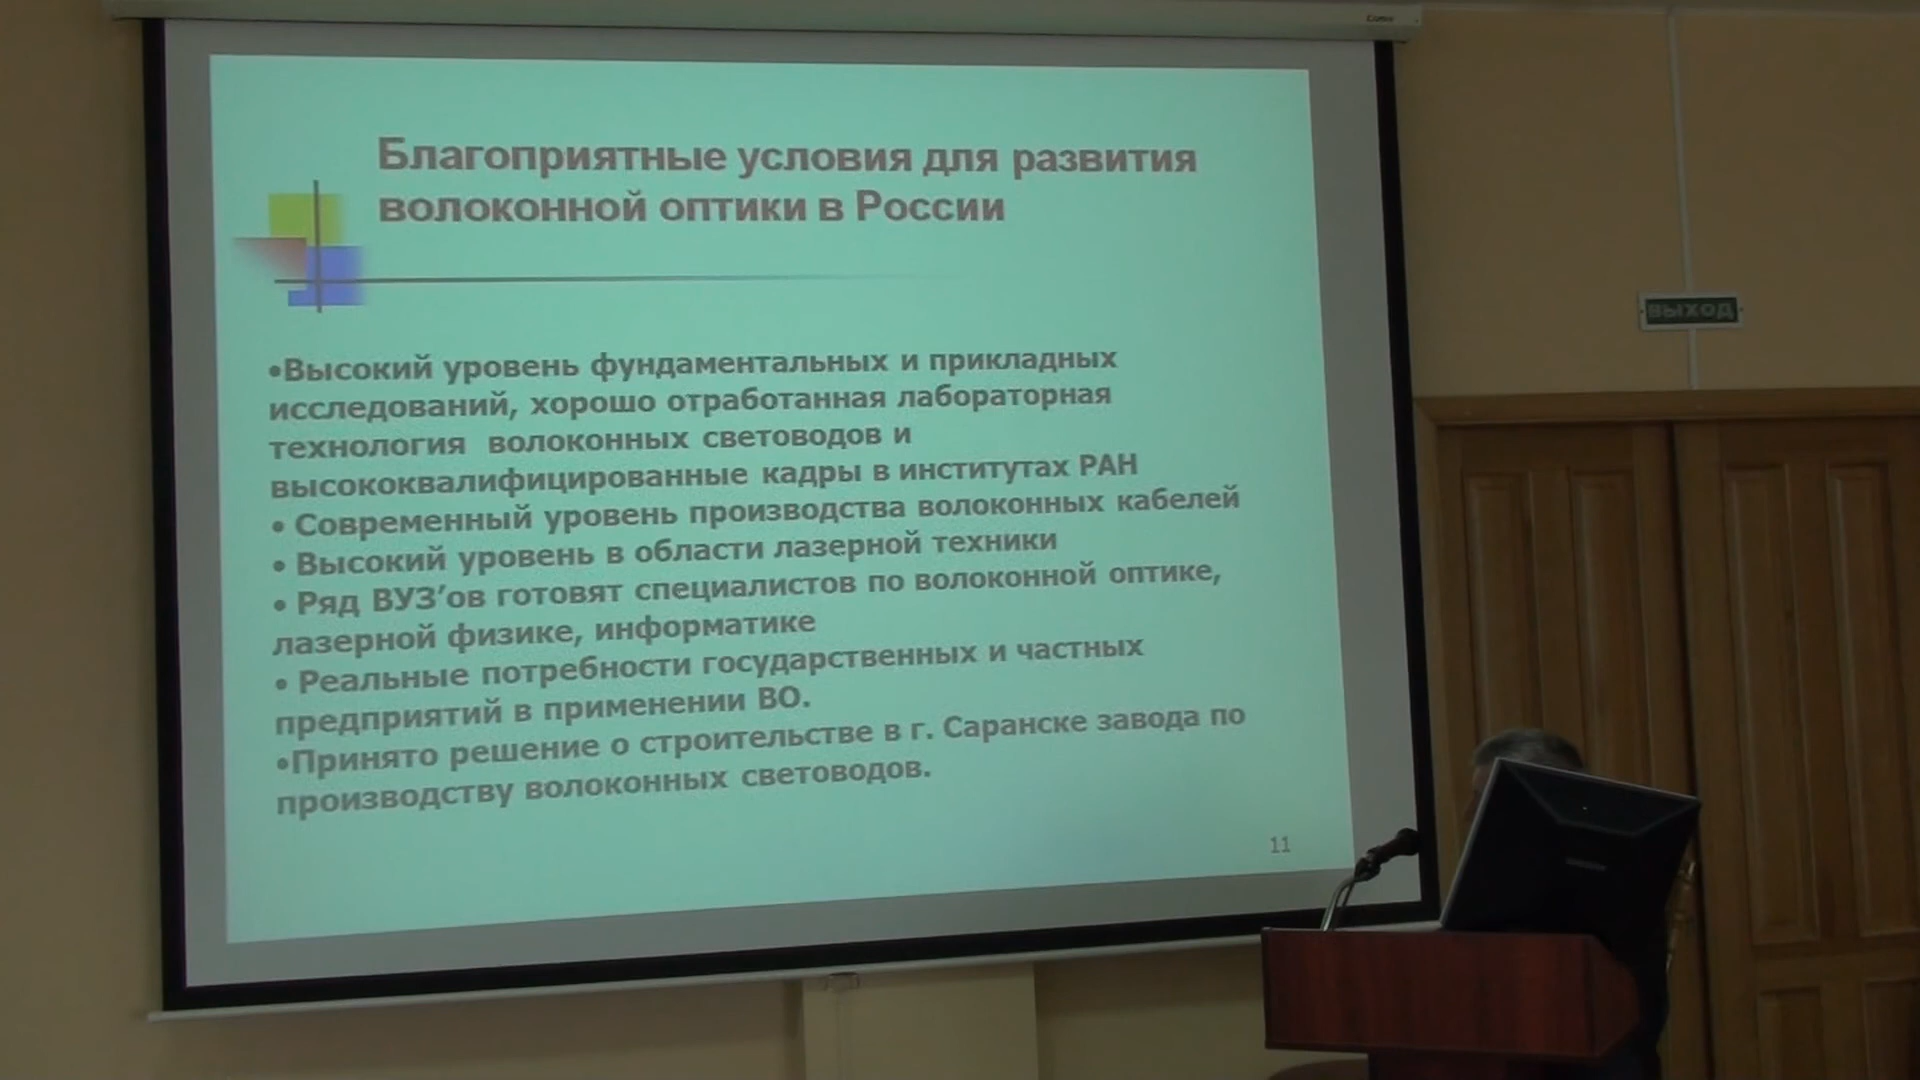 Благоприятные условия для развития
волоконной оптики в России
•Высокий уровень фундаментальных и прикладных
исследований, хорошо отработанная лабораторная
технология волоконных световодов и
высококвалифицированные кадры в институтах РАН
• Современный уровень производства волоконных кабелей
• Высокий уровень в области лазерной техники
• Ряд ВУЗ’ов готовят специалистов по волоконной оптике,
лазерной физике, информатике
• Реальные потребности государственных и частных
предприятий в применении ВО.
•Принято решение о строительстве в г. Саранске завода по
производству волоконных световодов.
11
ВЫХОД